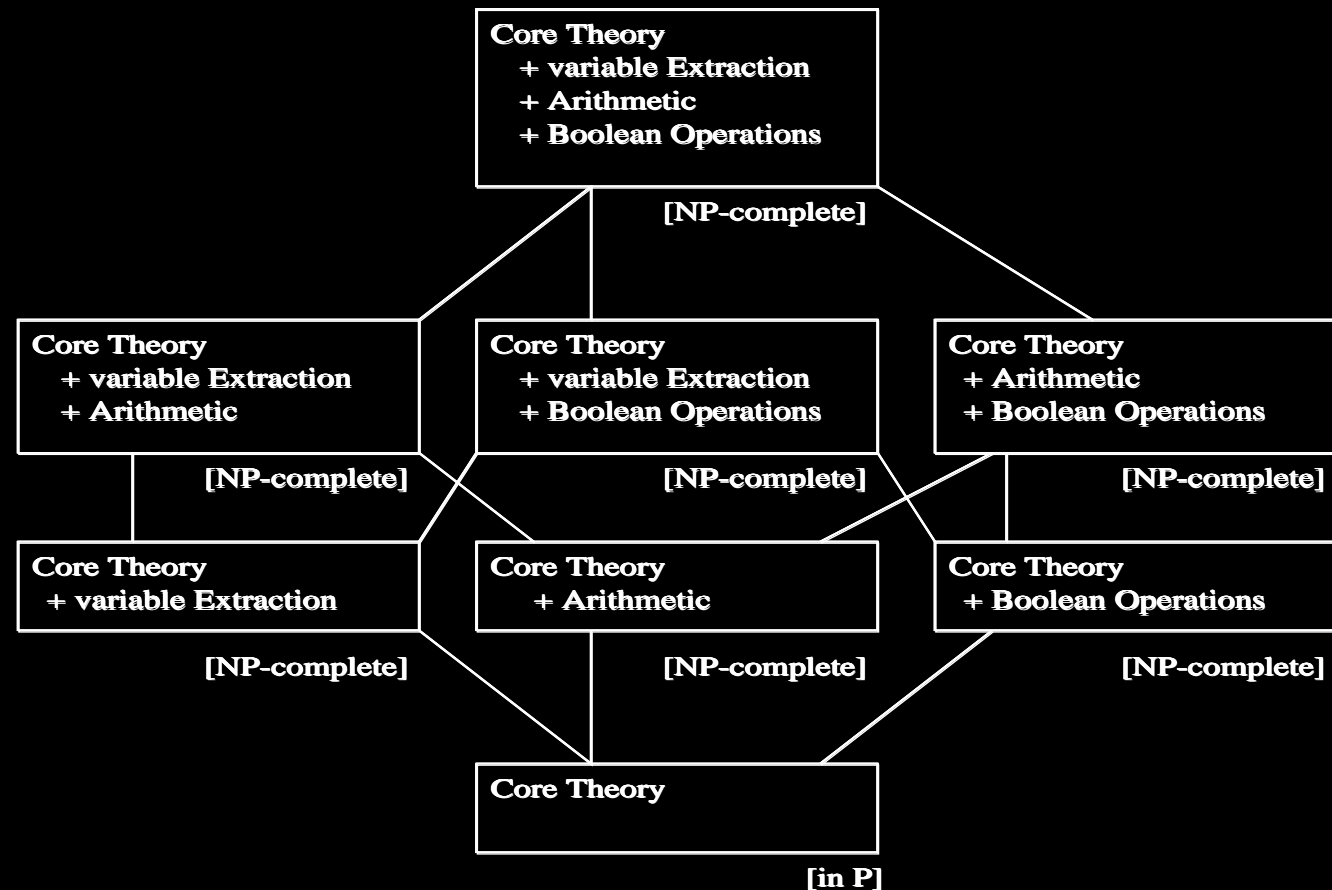 Core Theory
+ variable Extraction
+ Arithmetic
+ Boolean Operations
[NP-complete]
Core Theory
+ variable Extraction
+ Arithmetic
[NP-complete]
Core Theory
+ variable Extraction
+ Boolean Operations
[NP-complete]
Core Theory
+ Arithmetic
+ Boolean Operations
[NP-complete]
Core Theory
+ variable Extraction
[NP-complete]
Core Theory
+ Arithmetic
[NP-complete]
Core Theory
+ Boolean Operations
[NP-complete]
Core Theory
[in P]